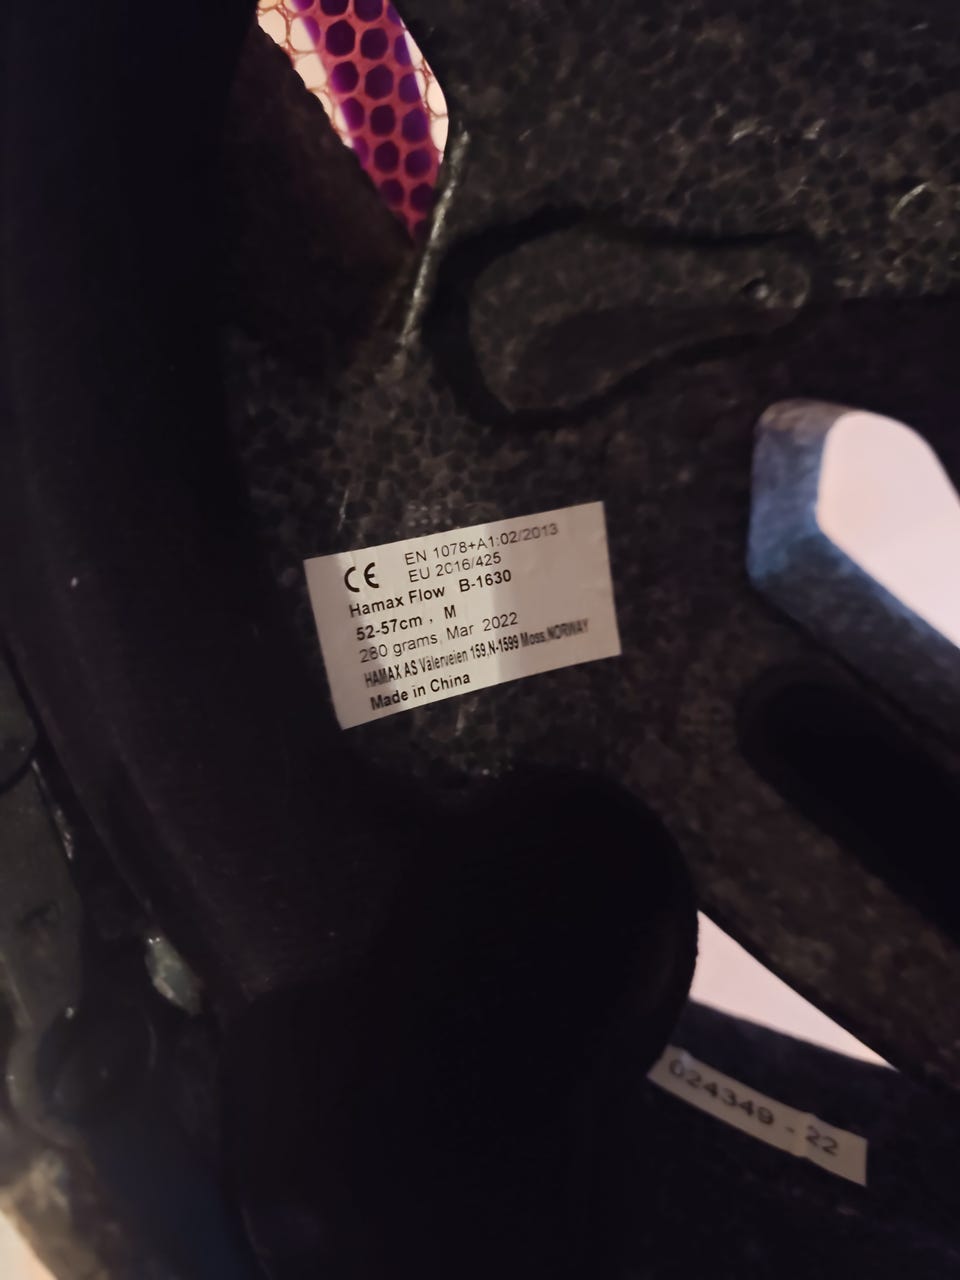 CE EN 1078+A1:02/2013
EU 2016/425
Hamax Flow B-1630
52-57cm , M
280 grams, Mar 2022
HAMAX AS Välerveien 159,N-1599 Moss,NORWAY
Made in China
024349 - 22